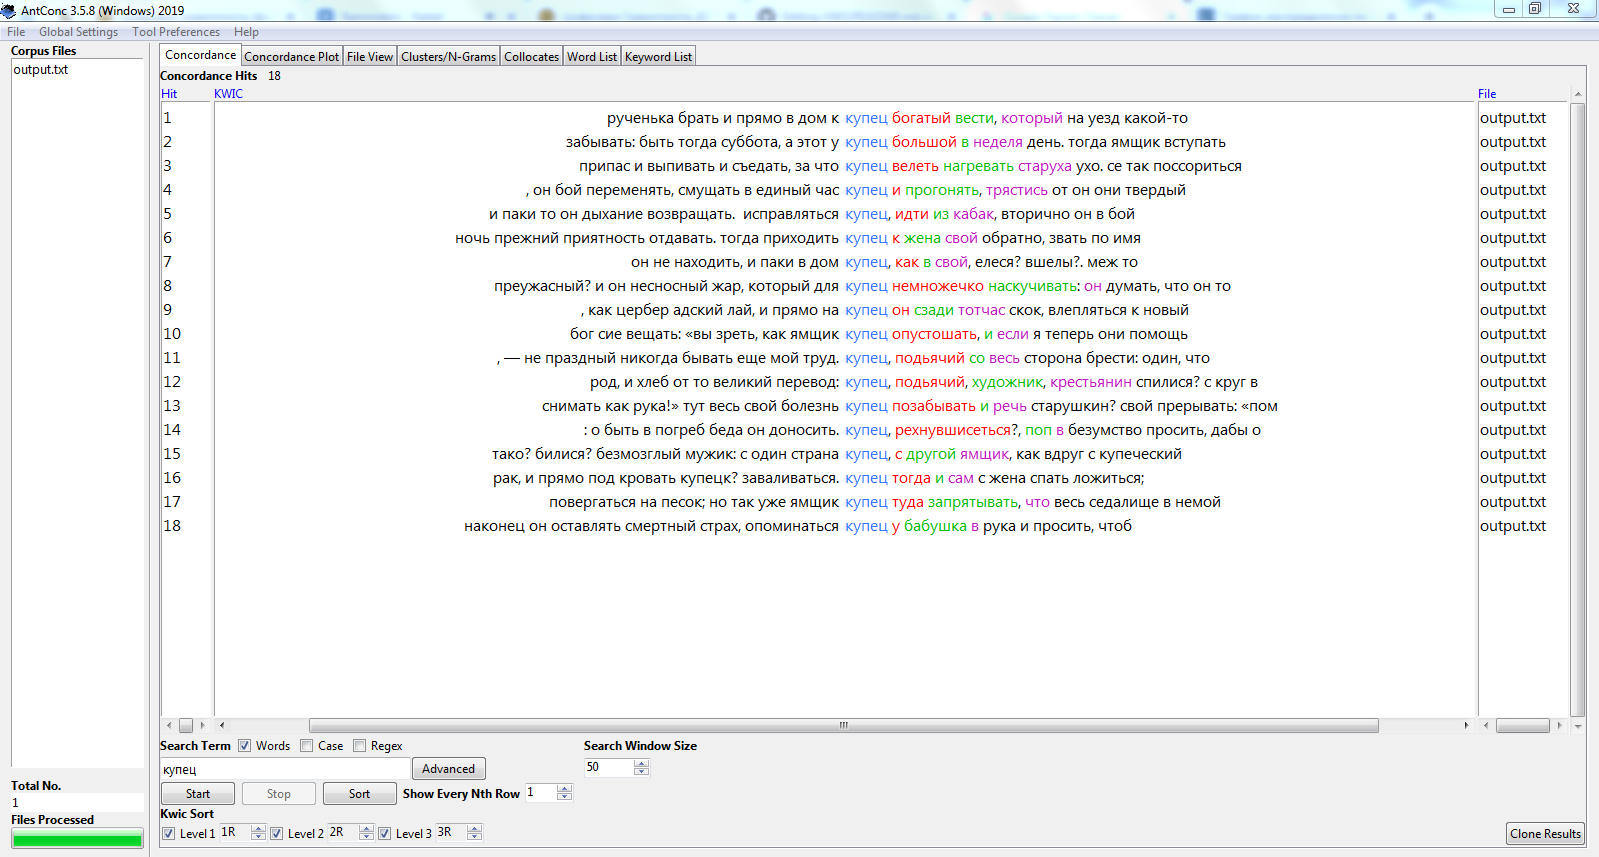 AntConc 3.5.8 (Windows) 2019
File Global Settings Tool Preferences Help
Corpus Files
output.txt
Concordance Concordance Plot File View Clusters/N-Grams Collocates Word List Keyword List
Concordance Hits 18
Hit KWIC File
1 рученька брать и прямо в дом к купец богатый вести, который на уезд какой-то output.txt
2 забывать: быть тогда суббота, а этот у купец большой в неделя день. тогда ямщик вступать output.txt
3 припас и выпивать и съедать, за что купец велеть нагревать старуха ухо. се так поссориться output.txt
4 , он бой переменять, смущать в единый час купец и прогонять, трястись от он они твердый output.txt
5 и паки то он дыхание возвращать. исправляться купец, идти из кабак, вторично он в бой output.txt
6 ночь прежний приятность отдавать. тогда приходить купец к жена свой обратно, звать по имя output.txt
7 он не находить, и паки в дом купец, как в свой, елеся? вшелы?. меж то output.txt
8 преужасный? и он несносный жар, который для купец немножечко наскучивать: он думать, что он то output.txt
9 , как цербер адский лай, и прямо на купец он сзади тотчас скок, влепляться к новый output.txt
10 бог сие вещать: «вы зреть, как ямщик купец опустошать, и если я теперь они помощь output.txt
11 , — не праздный никогда бывать еще мой труд. купец, подьячий со весь сторона брести: один, что output.txt
12 род, и хлеб от то великий перевод: купец, подьячий, художник, крестьянин спилися? с круг в output.txt
13 снимать как рука!» тут весь свой болезнь купец позабывать и речь старушкин? свой прерывать: «пом output.txt
14 : о быть в погреб беда он доносить. купец, рехнувшисеться?, поп в безумство просить, дабы о output.txt
15 тако? билися? безмозглый мужик: с один страна купец, с другой ямщик, как вдруг с купеческий output.txt
16 рак, и прямо под кровать купецк? заваливаться. купец тогда и сам с жена спать ложиться; output.txt
17 повергаться на песок; но так уже ямщик купец туда запрятывать, что весь седалище в немой output.txt
18 наконец он оставлять смертный страх, опоминаться купец у бабушка в рука и просить, чтоб output.txt
Search Term Words Case Regex Search Window Size
купец Advanced 50
Start Stop Sort Show Every Nth Row 1
Kwic Sort
Level 1 1R Level 2 2R Level 3 3R
Total No.
1
Files Processed
Clone Results